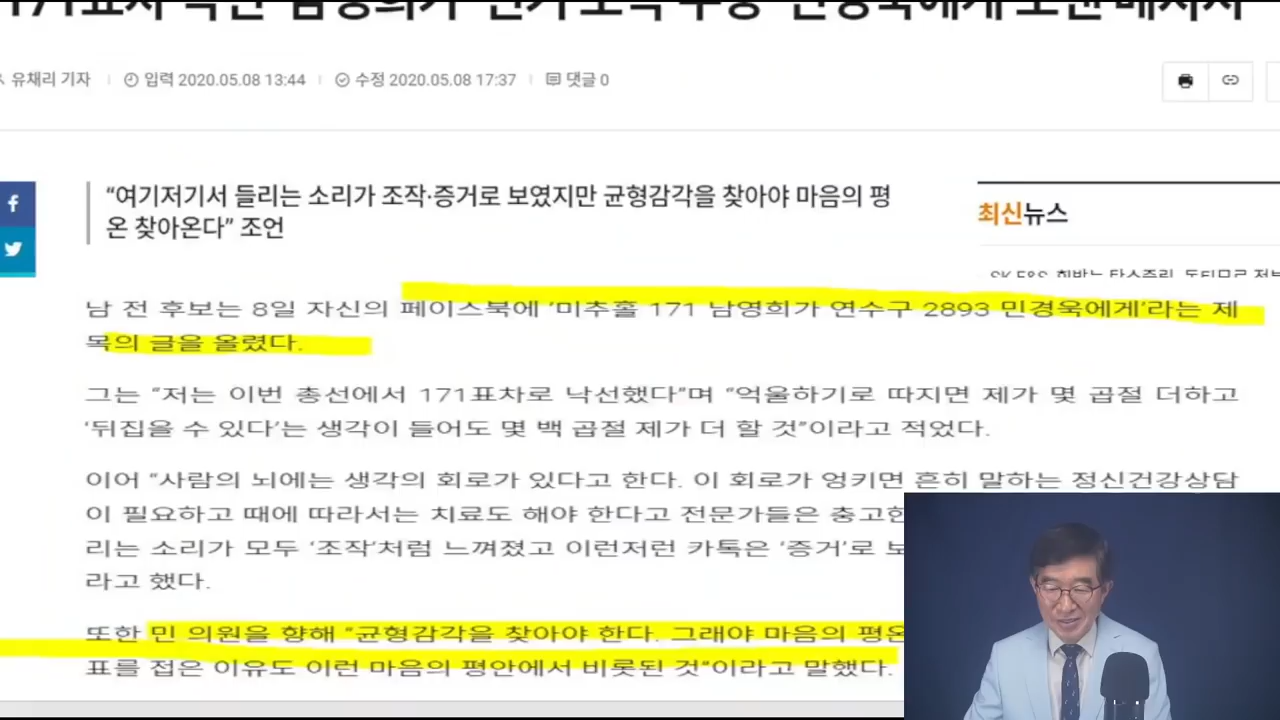 유채리 기자 입력 2020.05.08 13:44 수정 2020.05.08 17:37 댓글 0
“여기저기서 들리는 소리가 조작·증거로 보였지만 균형감각을 찾아야 마음의 평
온 찾아온다” 조언
최신뉴스
남 전 후보는 8일 자신의 페이스북에 ‘미추홀 171 남영희가 연수구 2893 민경욱에게’라는 제
목의 글을 올렸다.
그는 “저는 이번 총선에서 171표차로 낙선했다”며 “억울하기로 따지면 제가 몇 곱절 더하고
‘뒤집을 수 있다’는 생각이 들어도 몇 백 곱절 제가 더 할 것”이라고 적었다.
이어 “사람의 뇌에는 생각의 회로가 있다고 한다. 이 회로가 엉키면 흔히 말하는 정신건강상담
이 필요하고 때에 따라서는 치료도 해야 한다고 전문가들은 충고한
리는 소리가 모두 ‘조작’처럼 느껴졌고 이런저런 카톡은 ‘증거’로
라고 했다.
또한 민 의원을 향해 “균형감각을 찾아야 한다. 그래야 마음의 평온
표를 접은 이유도 이런 마음의 평안에서 비롯된 것”이라고 말했다.